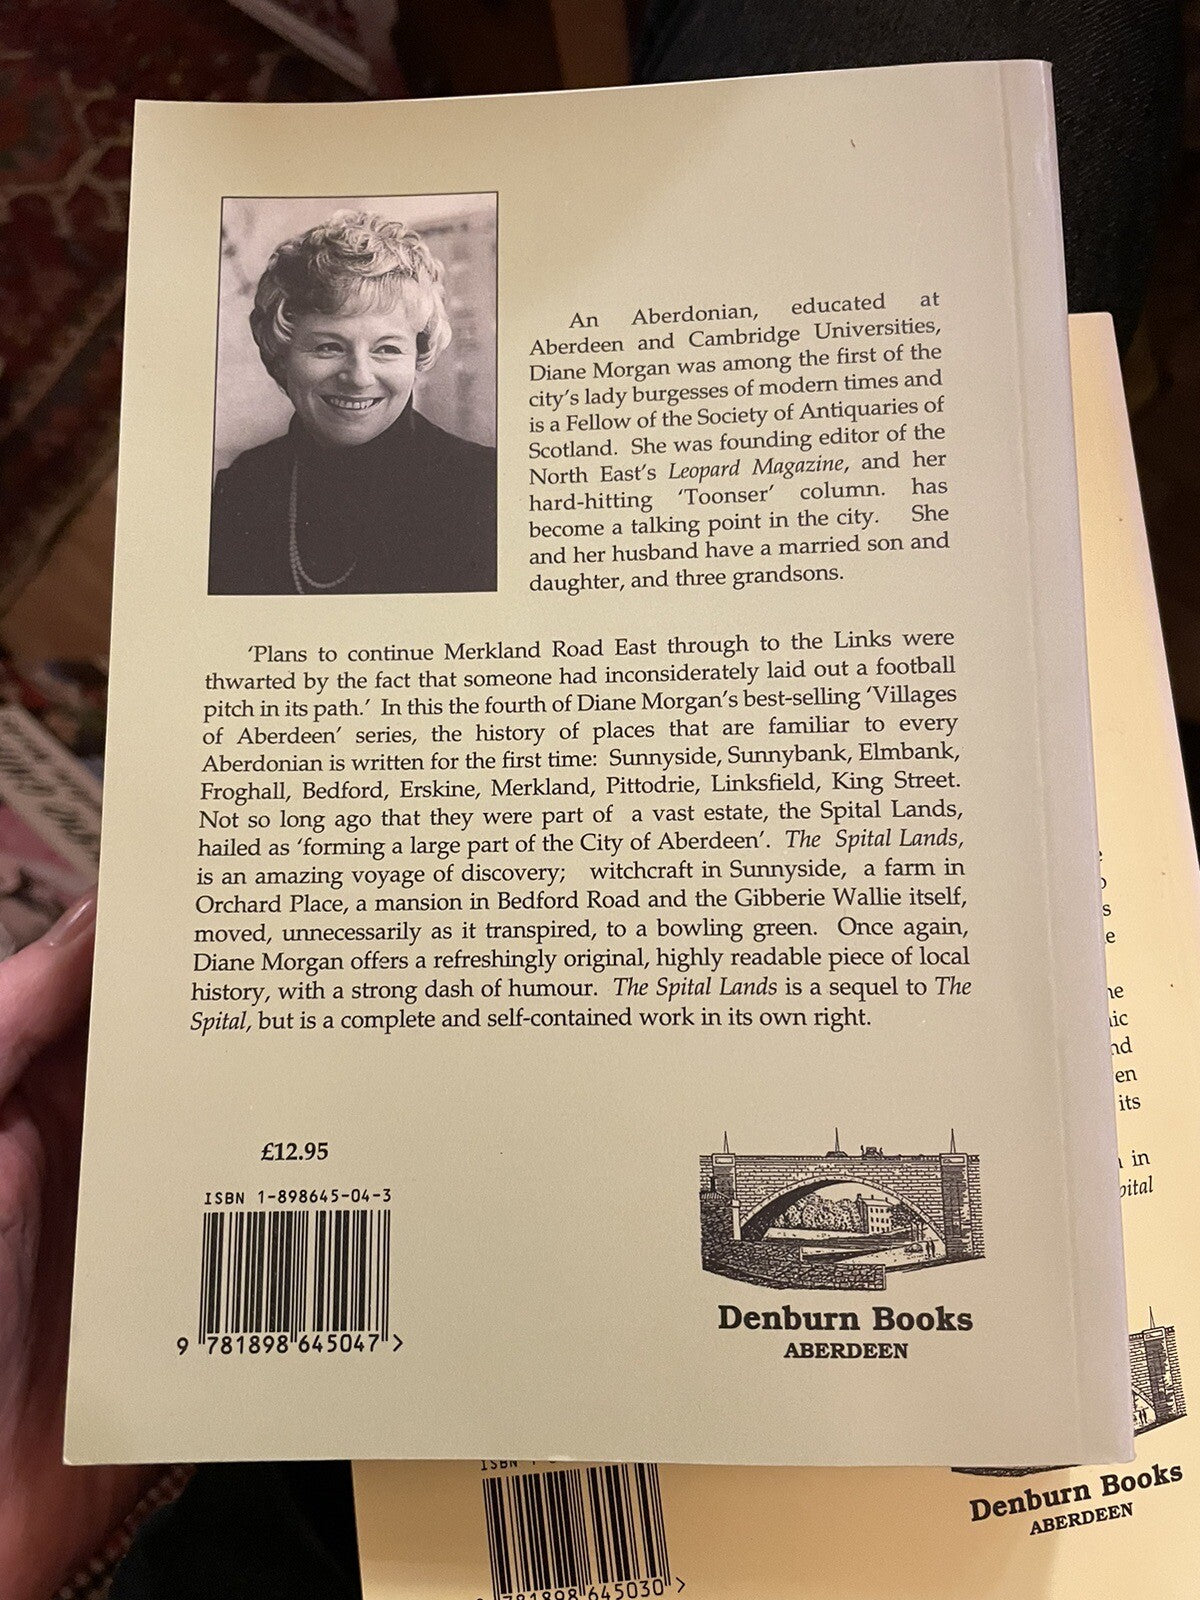 An Aberdonian, educated at
Aberdeen and Cambridge Universities,
Diane Morgan was among the first of the
city's lady burgesses of modern times and
is a Fellow of the Society of Antiquaries of
Scotland. She was founding editor of the
North East's Leopard Magazine, and her
hard-hitting 'Toonser' column. has
become a talking point in the city. She
and her husband have a married son and
daughter, and three grandsons.
'Plans to continue Merkland Road East through to the Links were
thwarted by the fact that someone had inconsiderately laid out a football
pitch in its path.' In this the fourth of Diane Morgan's best-selling 'Villages
of Aberdeen' series, the history of places that are familiar to every
Aberdonian is written for the first time: Sunnyside, Sunnybank, Elmbank,
Froghall, Bedford, Erskine, Merkland, Pittodrie, Linksfield, King Street.
Not so long ago that they were part of a vast estate, the Spital Lands,
hailed as 'forming a large part of the City of Aberdeen'. The Spital Lands,
is an amazing voyage of discovery; witchcraft in Sunnyside, a farm in
Orchard Place, a mansion in Bedford Road and the Gibberie Wallie itself,
moved, unnecessarily as it transpired, to a bowling green. Once again,
Diane Morgan offers a refreshingly original, highly readable piece of local
history, with a strong dash of humour. The Spital Lands is a sequel to The
Spital, but is a complete and self-contained work in its own right.
£12.95
ISBN 1-898645-04-3
9 781898 645047 >
Denburn Books
ABERDEEN
its
in
ISBN
781898 645030 >
Denburn Books
ABERDEEN